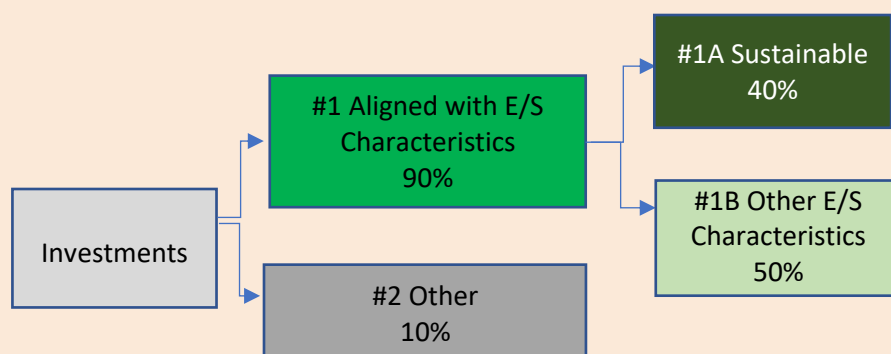 Investments
#1 Aligned with E/S
Characteristics
90%
#2 Other
10%
#1A Sustainable
40%
#1B Other E/S
Characteristics
50%